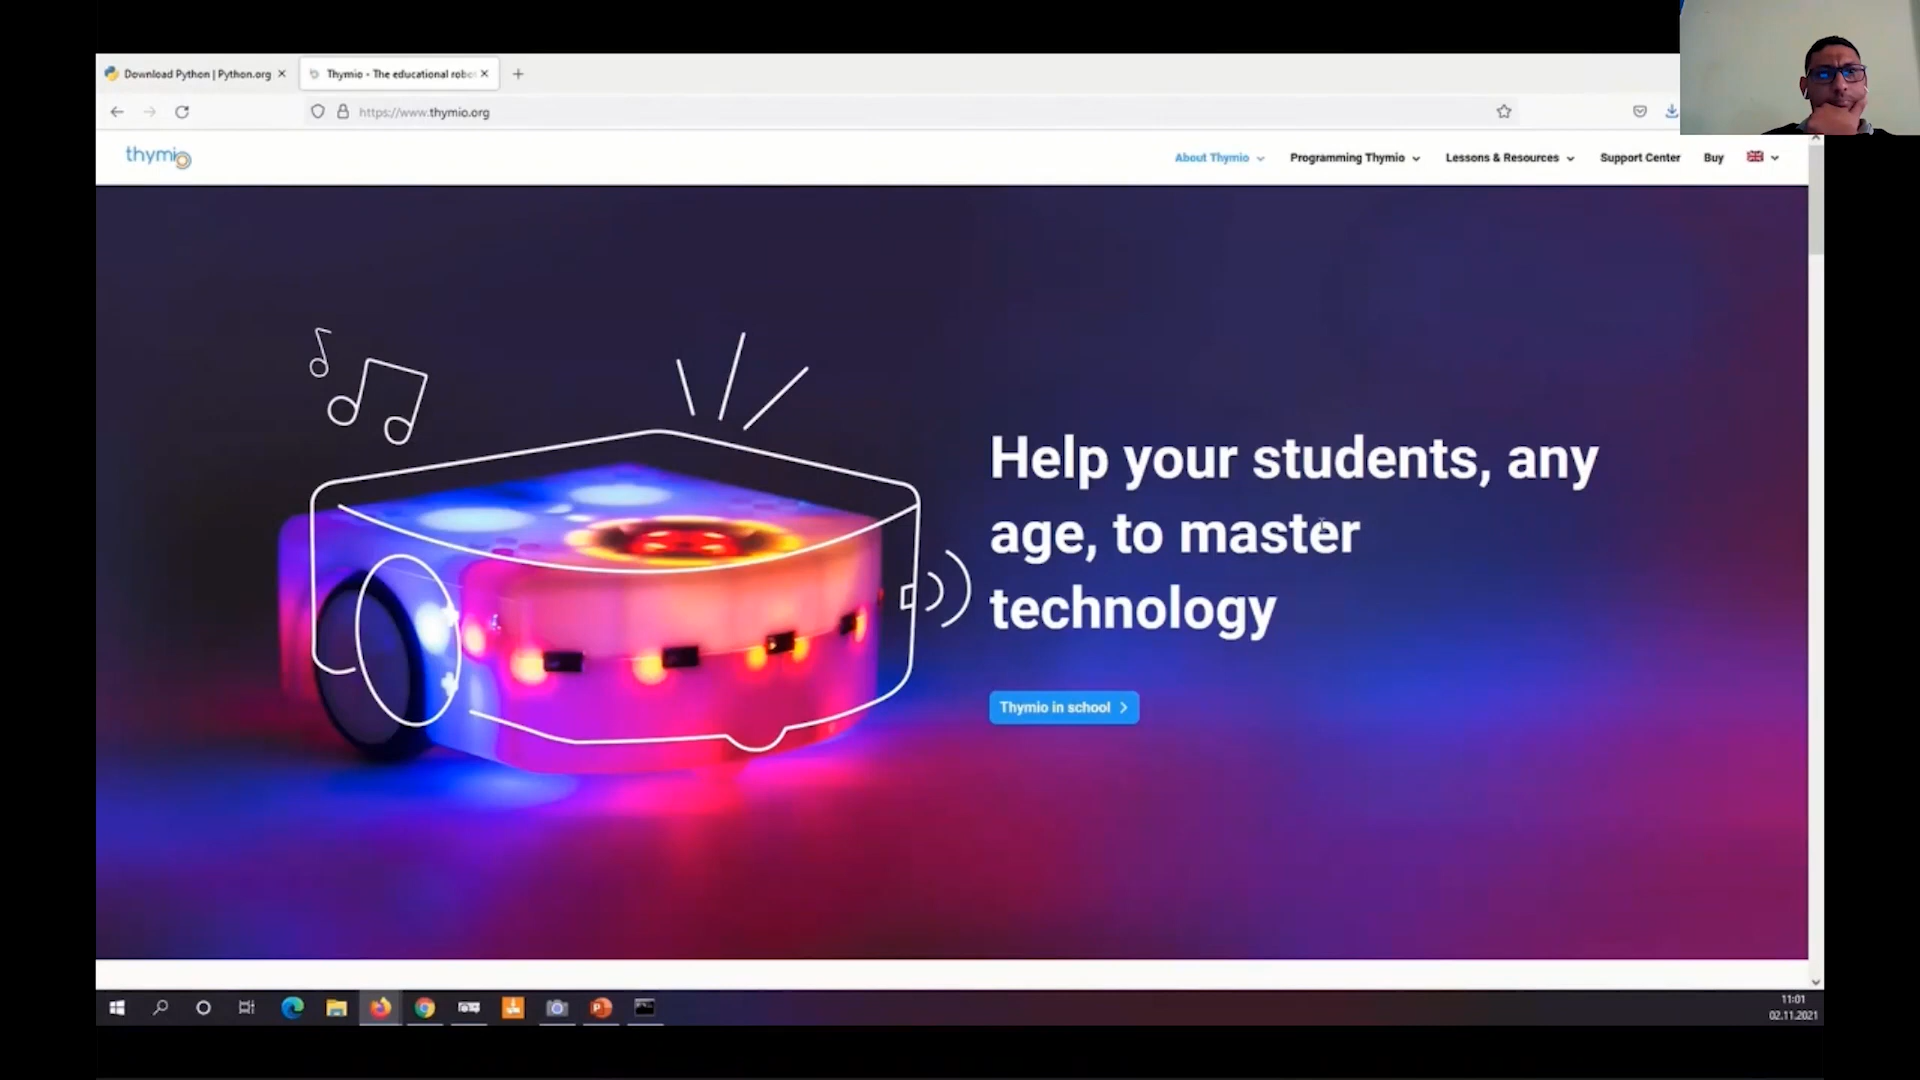 Download Python | Python.org
Thymio - The educational robo
https://www.thymio.org
thymio
About Thymio
Programming Thymio
Lessons & Resources
Support Center
Buy
Help your students, any
age, to master
technology
Thymio in school
11:01
02.11.2021